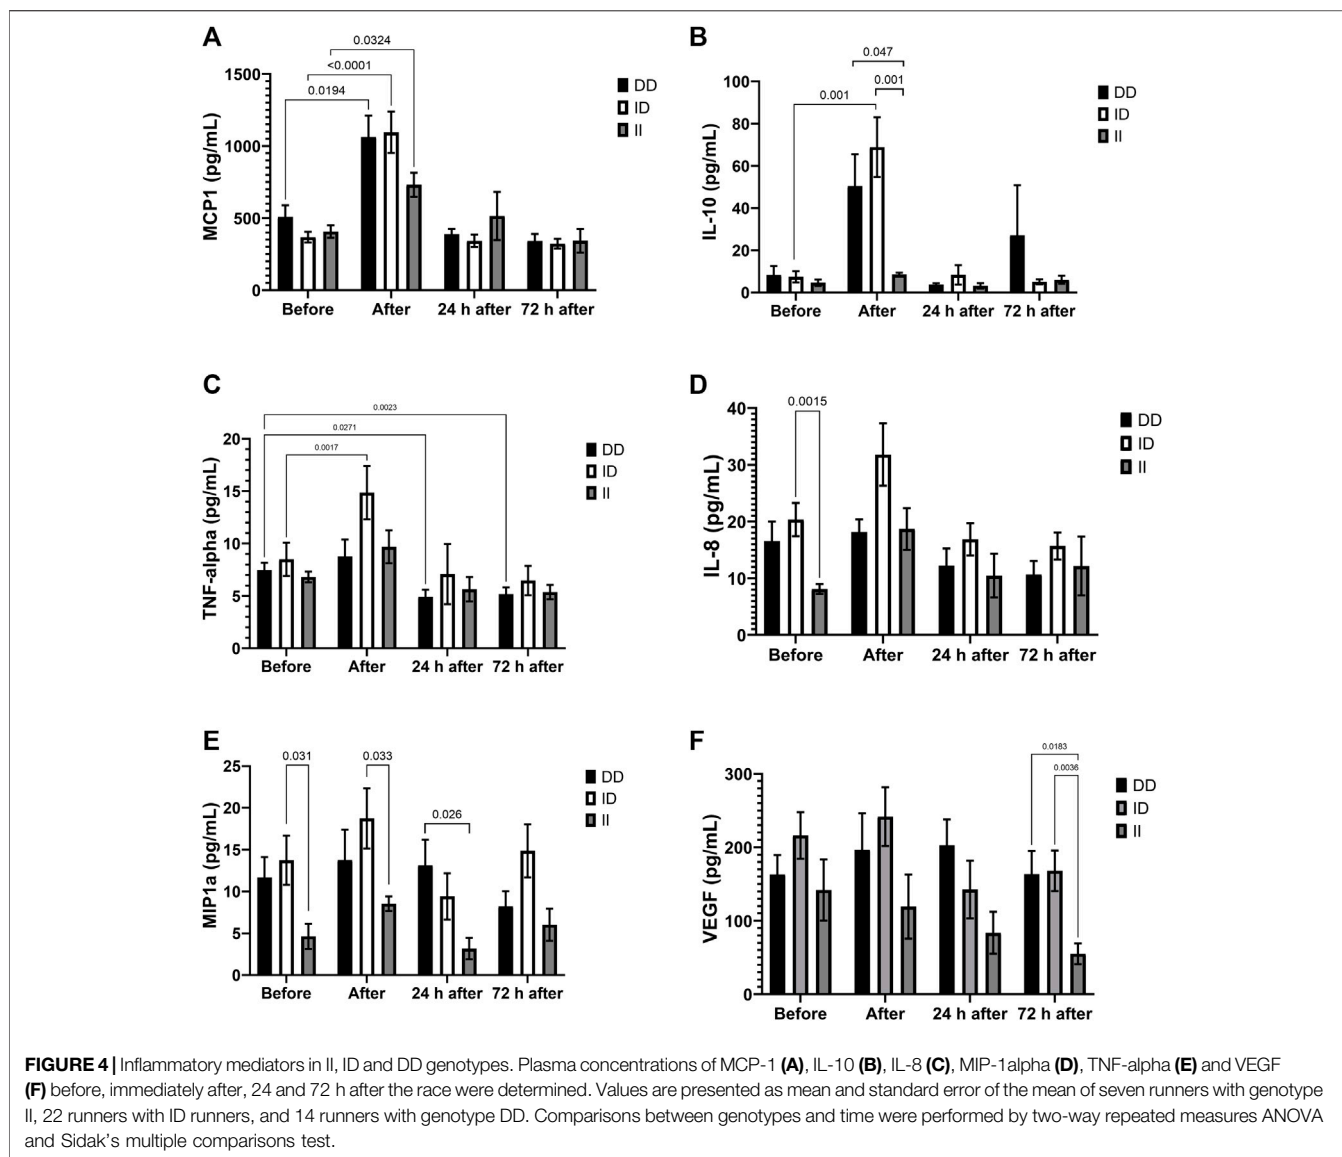 A
0.0324
<0.0001
0.0194
1500
1000
500
0
MCP1 (pg/mL)
Before
After
24 h after
72 h after
DD
ID
II
B
0.047
0.001
0.001
100
80
60
40
20
0
IL-10 (pg/mL)
Before
After
24 h after
72 h after
DD
ID
II
C
0.0023
0.0271
0.0017
20
15
10
5
0
TNF-alpha (pg/mL)
Before
After
24 h after
72 h after
DD
ID
II
D
0.0015
40
30
20
10
0
IL-8 (pg/mL)
Before
After
24 h after
72 h after
DD
ID
II
E
0.031
0.033
0.026
25
20
15
10
5
0
MIP1a (pg/mL)
Before
After
24 h after
72 h after
DD
ID
II
F
0.0183
0.0036
300
200
100
0
VEGF (pg/mL)
Before
After
24 h after
72 h after
DD
ID
II
FIGURE 4 | Inflammatory mediators in II, ID and DD genotypes. Plasma concentrations of MCP-1 (A), IL-10 (B), IL-8 (C), MIP-1alpha (D), TNF-alpha (E) and VEGF
(F) before, immediately after, 24 and 72 h after the race were determined. Values are presented as mean and standard error of the mean of seven runners with genotype
II, 22 runners with ID runners, and 14 runners with genotype DD. Comparisons between genotypes and time were performed by two-way repeated measures ANOVA
and Sidak's multiple comparisons test.